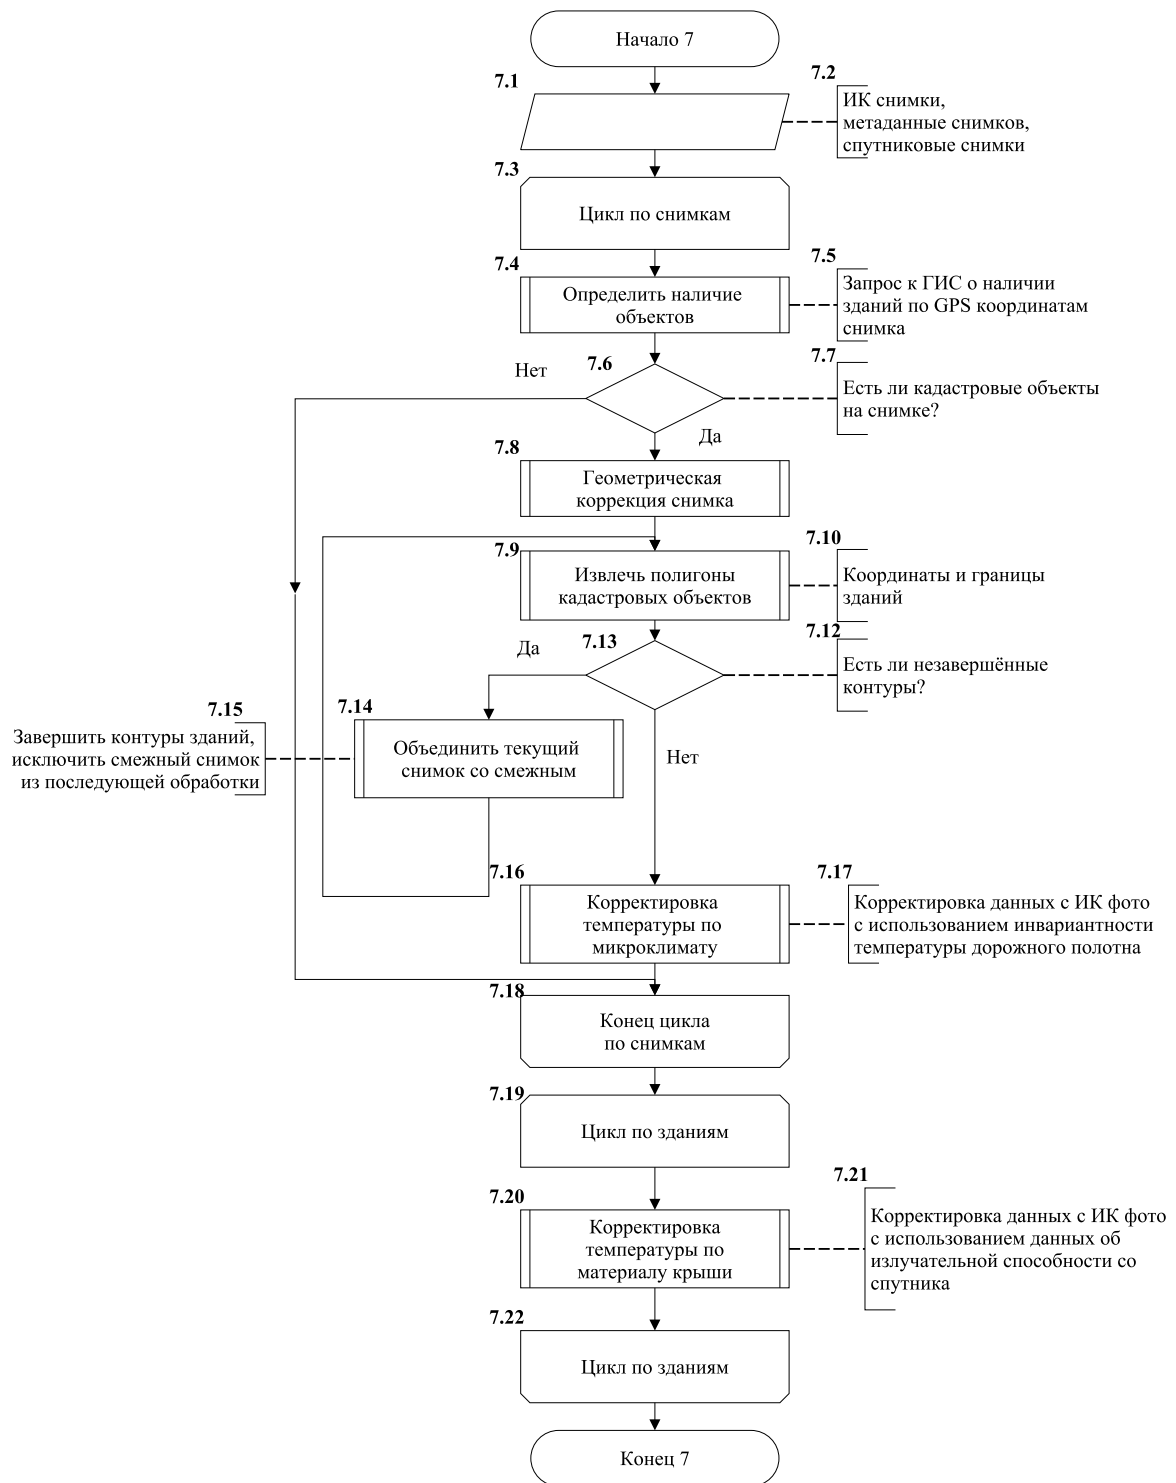 Начало 7
7.1
7.2
ИК снимки,
метаданные снимков,
спутниковые снимки
7.3
Цикл по снимкам
7.4
Определить наличие
объектов
7.5
Запрос к ГИС о наличии
зданий по GPS координатам
снимка
7.6
Нет
Да
7.7
Есть ли кадастровые объекты
на снимке?
7.8
Геометрическая
коррекция снимка
7.9
Извлечь полигоны
кадастровых объектов
7.10
Координаты и границы
зданий
7.13
Да
Нет
7.12
Есть ли незавершённые
контуры?
7.15
Завершить контуры зданий,
исключить смежный снимок
из последующей обработки
7.14
Объединить текущий
снимок со смежным
7.16
Корректировка
температуры по
микроклимату
7.17
Корректировка данных с ИК фото
с использованием инвариантности
температуры дорожного полотна
7.18
Конец цикла
по снимкам
7.19
Цикл по зданиям
7.20
Корректировка
температуры по
материалу крыши
7.21
Корректировка данных с ИК фото
с использованием данных об
излучательной способности со
спутника
7.22
Цикл по зданиям
Конец 7